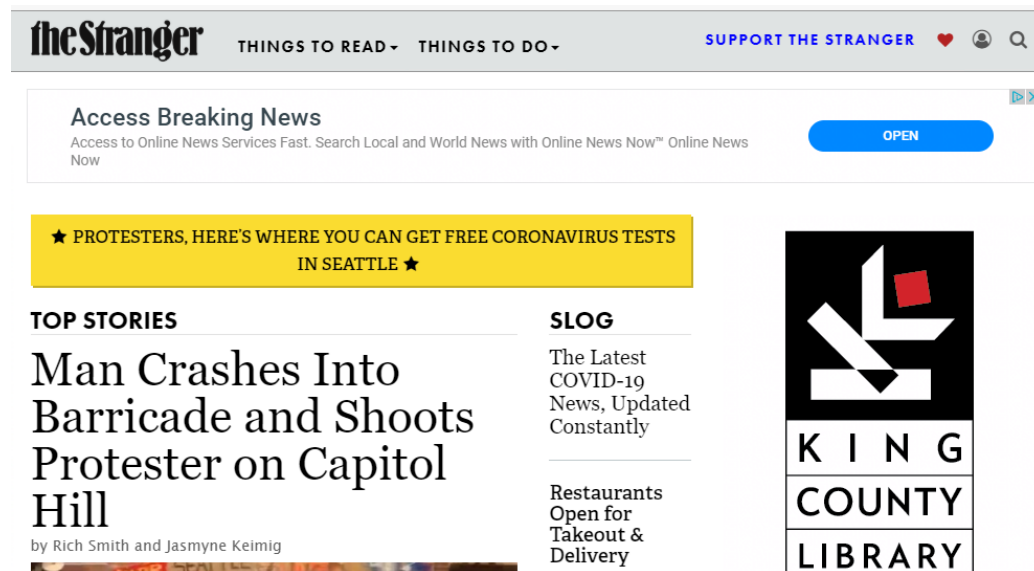 the Stranger
THINGS TO READ THINGS TO DO
SUPPORT THE STRANGER
Access Breaking News
Access to Online News Services Fast. Search Local and World News with Online News Now™ Online News
Now
OPEN
★ PROTESTERS, HERE'S WHERE YOU CAN GET FREE CORONAVIRUS TESTS
IN SEATTLE ★
TOP STORIES
Man Crashes Into
Barricade and Shoots
Protester on Capitol
Hill
by Rich Smith and Jasmyne Keimig
SLOG
The Latest
COVID-19
News, Updated
Constantly
Restaurants
Open for
Takeout &
Delivery
KING
COUNTY
LIBRARY